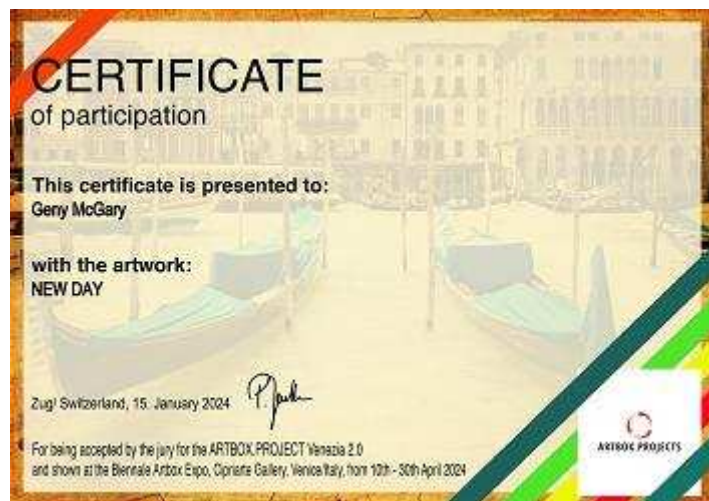 CERTIFICATE
of participation
This certificate is presented to:
Geny McGary
with the artwork:
NEW DAY
Zug/ Switzerland, 15. January 2024
For being accepted by the jury for the ARTBOX.PROJECT Venezia 2.0
and shown at the Biennale Artbox Expo, Gallery, Venice/Italy, from 10th - 30th April 2024
ARTBOX PROJECTS